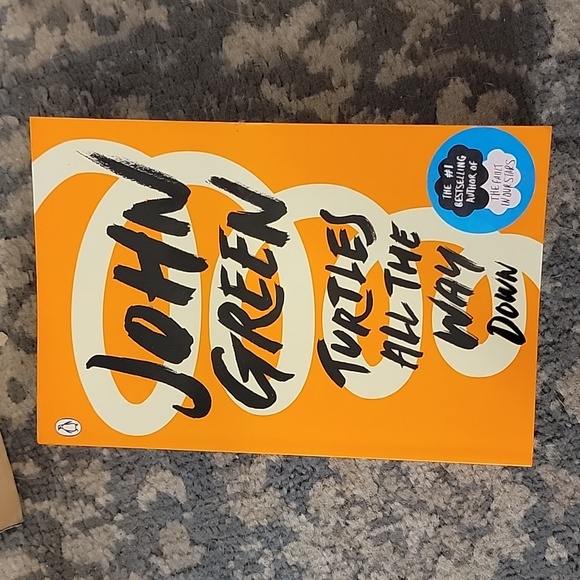 JOHN
GREEN
TURTLES
ALL THE
WAY
DOWN
THE #1
BESTSELLING
AUTHOR OF
THE FAULT
IN OUR STARS